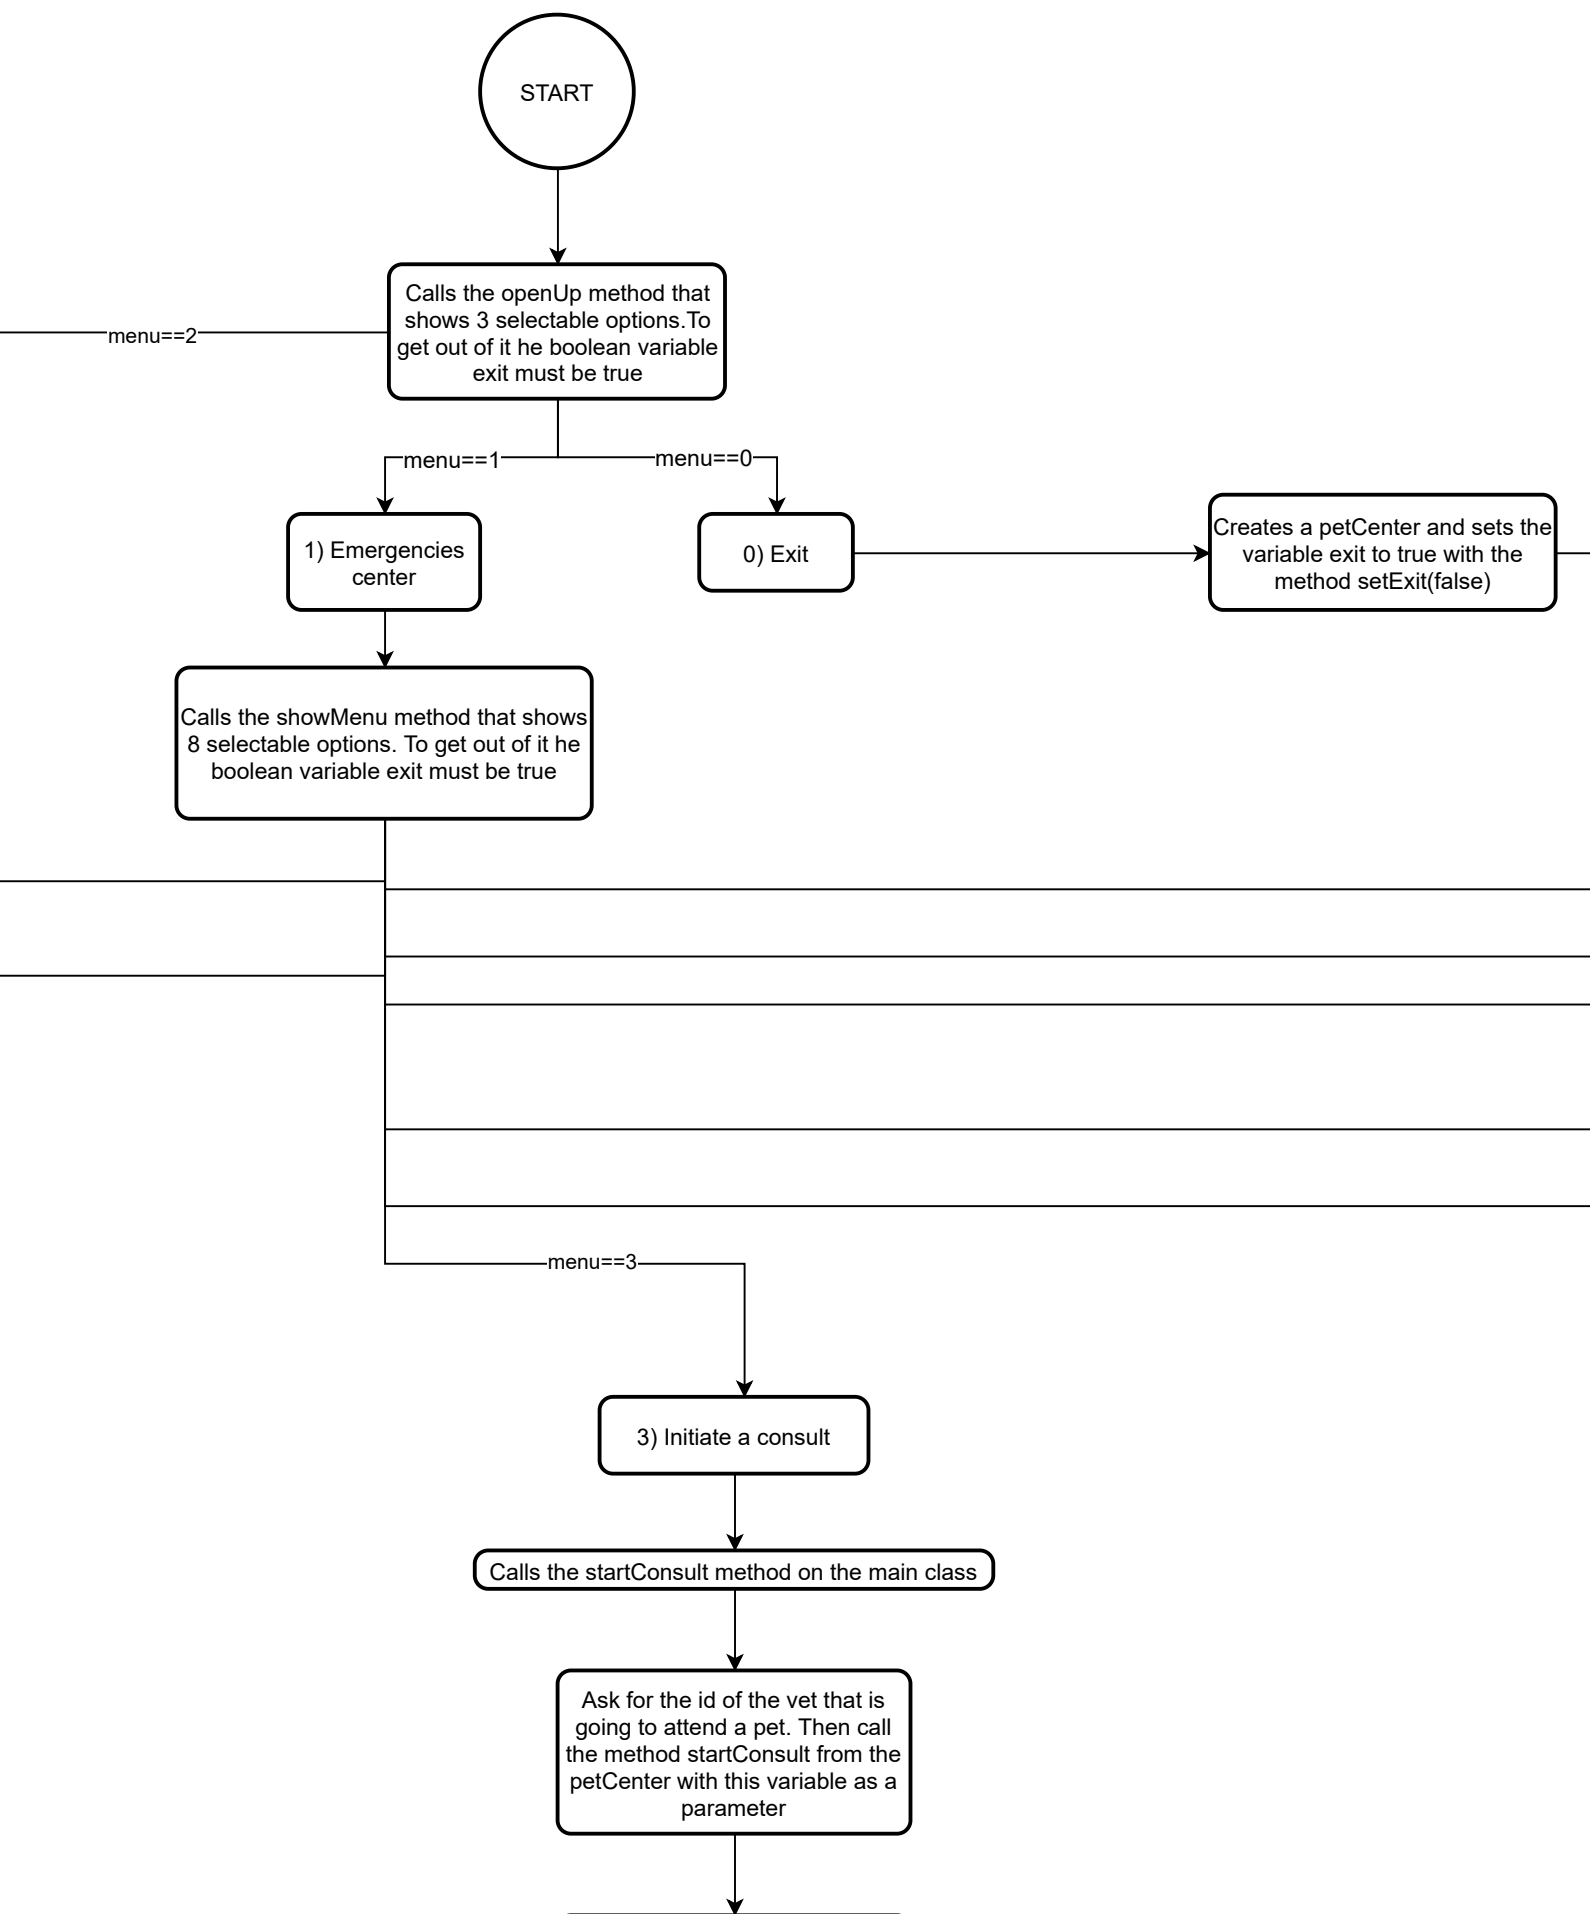 START
Calls the openUp method that
shows 3 selectable options.To
get out of it he boolean variable
exit must be true
menu==2
menu==1
menu==0
1) Emergencies
center
0) Exit
Creates a petCenter and sets the
variable exit to true with the
method setExit(false)
Calls the showMenu method that shows
8 selectable options. To get out of it he
boolean variable exit must be true
menu==3
3) Initiate a consult
Calls the startConsult method on the main class
Ask for the id of the vet that is
going to attend a pet. Then call
the method startConsult from the
petCenter with this variable as a
parameter